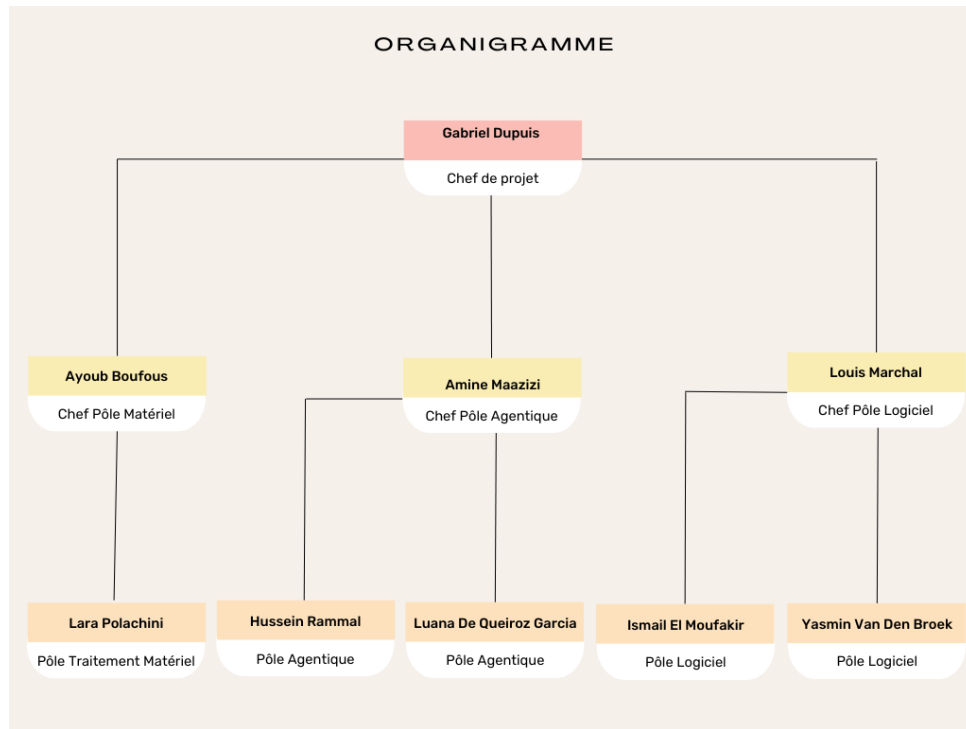 ORGANIGRAMME
Gabriel Dupuis
Chef de projet
Ayoub Boufous
Chef Pôle Matériel
Amine Maazizi
Chef Pôle Agentique
Louis Marchal
Chef Pôle Logiciel
Lara Polachini
Pôle Traitement Matériel
Hussein Rammal
Pôle Agentique
Luana De Queiroz Garcia
Pôle Agentique
Ismail El Moufakir
Pôle Logiciel
Yasmin Van Den Broek
Pôle Logiciel